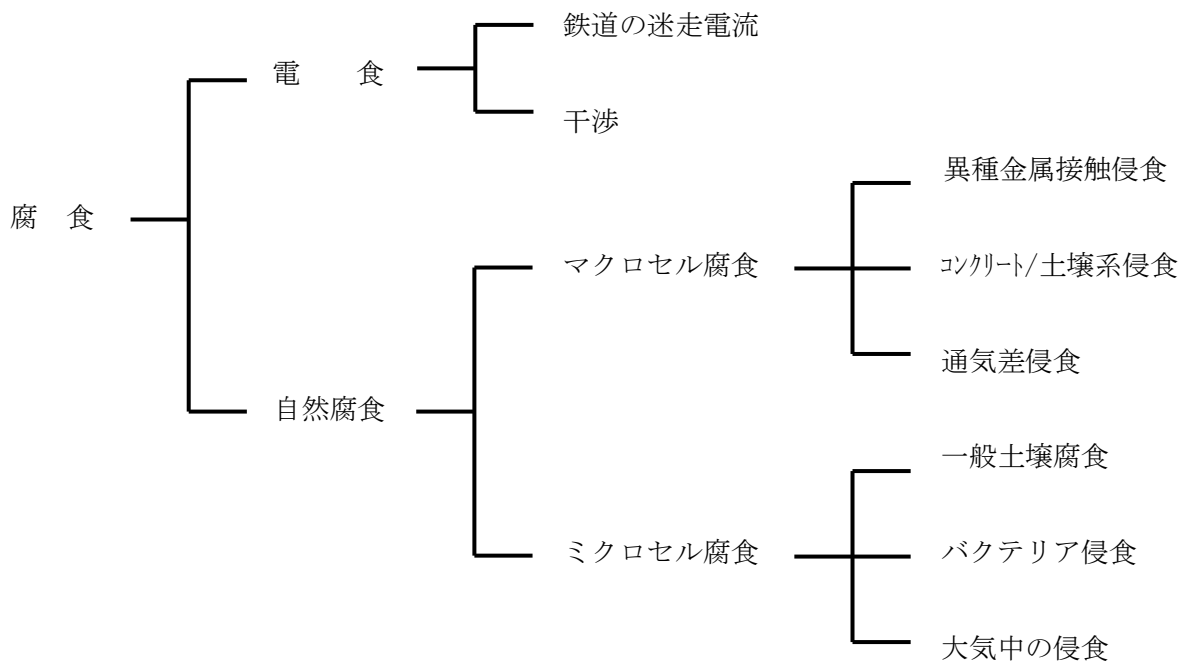 鉄道の迷走電流
電　　食
干渉
異種金属接触侵食
腐　食
マクロセル腐食
ｺﾝｸﾘｰﾄ/土壌系侵食
通気差侵食
自然腐食
一般土壌腐食
ミクロセル腐食
バクテリア侵食
大気中の侵食